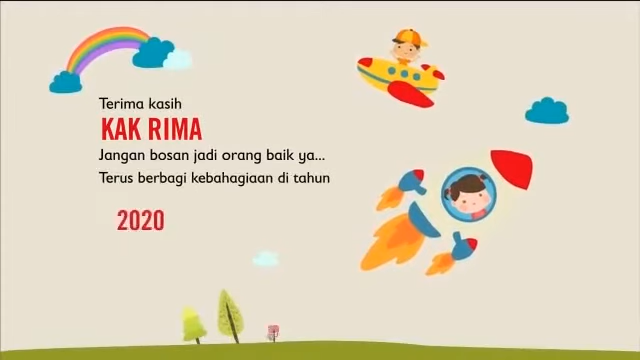 Terima kasih
KAK RIMA
Jangan bosan jadi orang baik ya...
Terus berbagi kebahagiaan di tahun
2020